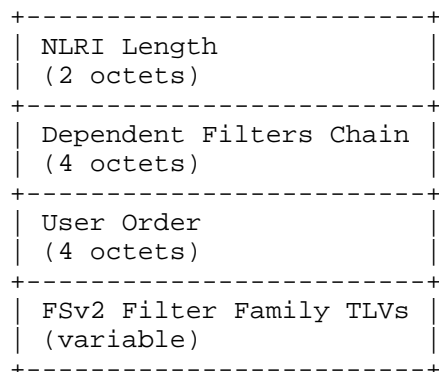 +-------------------------+
| NLRI Length             |
| (2 octets)              |
+-------------------------+
| Dependent Filters Chain |
| (4 octets)              |
+-------------------------+
| User Order              |
| (4 octets)              |
+-------------------------+
| FSv2 Filter Family TLVs |
| (variable)              |
+-------------------------+